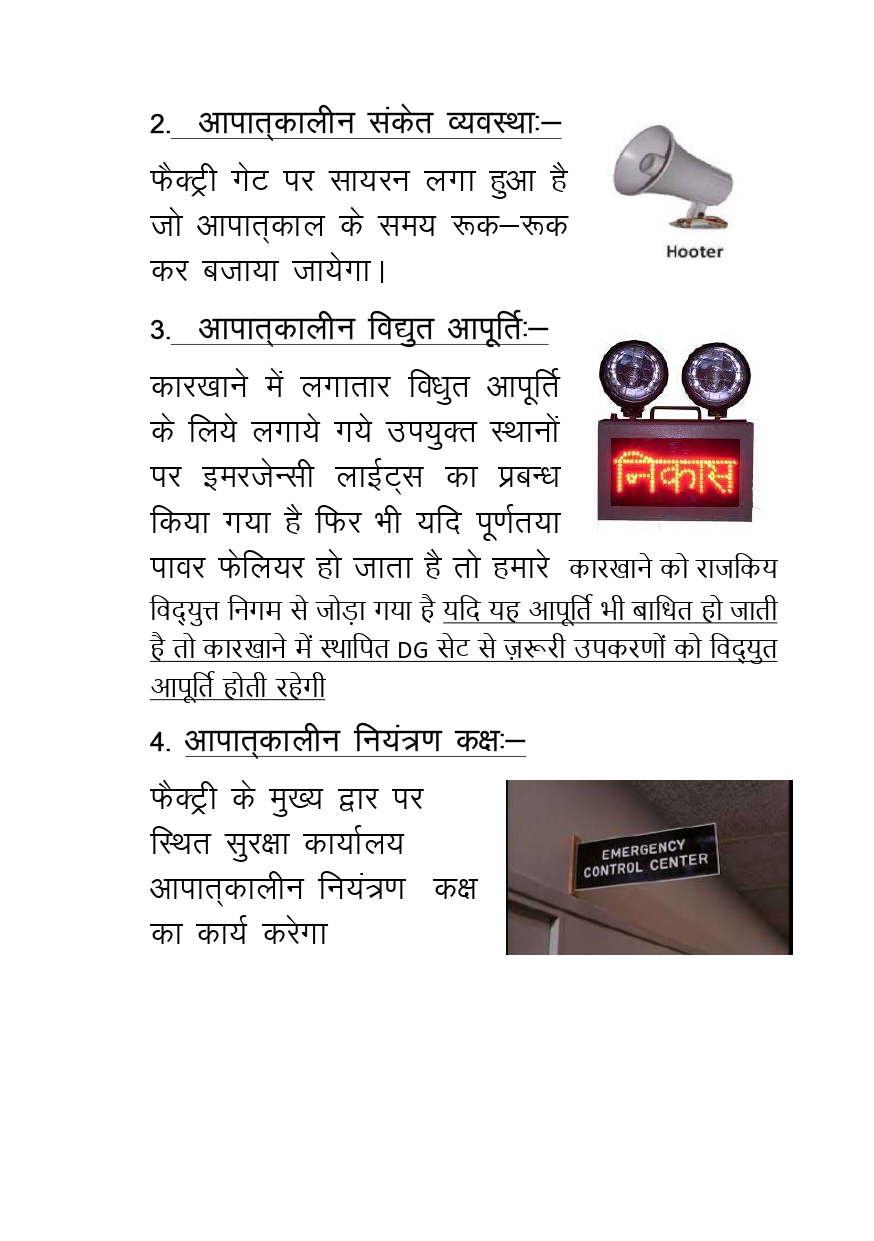 2. आपात्कालीन संकेत व्यवस्थाः–
फैक्ट्री गेट पर सायरन लगा हुआ है
जो आपात्काल के समय रूक–रूक
कर बजाया जायेगा।
Hooter
3. आपात्कालीन विद्युत आपूर्तिः–
कारखाने में लगातार विधुत आपूर्ति
के लिये लगाये गये उपयुक्त स्थानों
पर इमरजेन्सी लाईट्स का प्रबन्ध
किया गया है फिर भी यदि पूर्णतया
निकास
पावर फेलियर हो जाता है तो हमारे कारखाने को राजकिय
विद्युत्त निगम से जोड़ा गया है यदि यह आपूर्ति भी बाधित हो जाती
है तो कारखाने में स्थापित DG सेट से ज़रूरी उपकरणों को विद्युत
आपूर्ति होती रहेगी
4. आपात्कालीन नियंत्रण कक्षः–
फैक्ट्री के मुख्य द्वार पर
स्थित सुरक्षा कार्यालय
आपात्कालीन नियंत्रण कक्ष
का कार्य करेगा
EMERGENCY
CONTROL CENTER